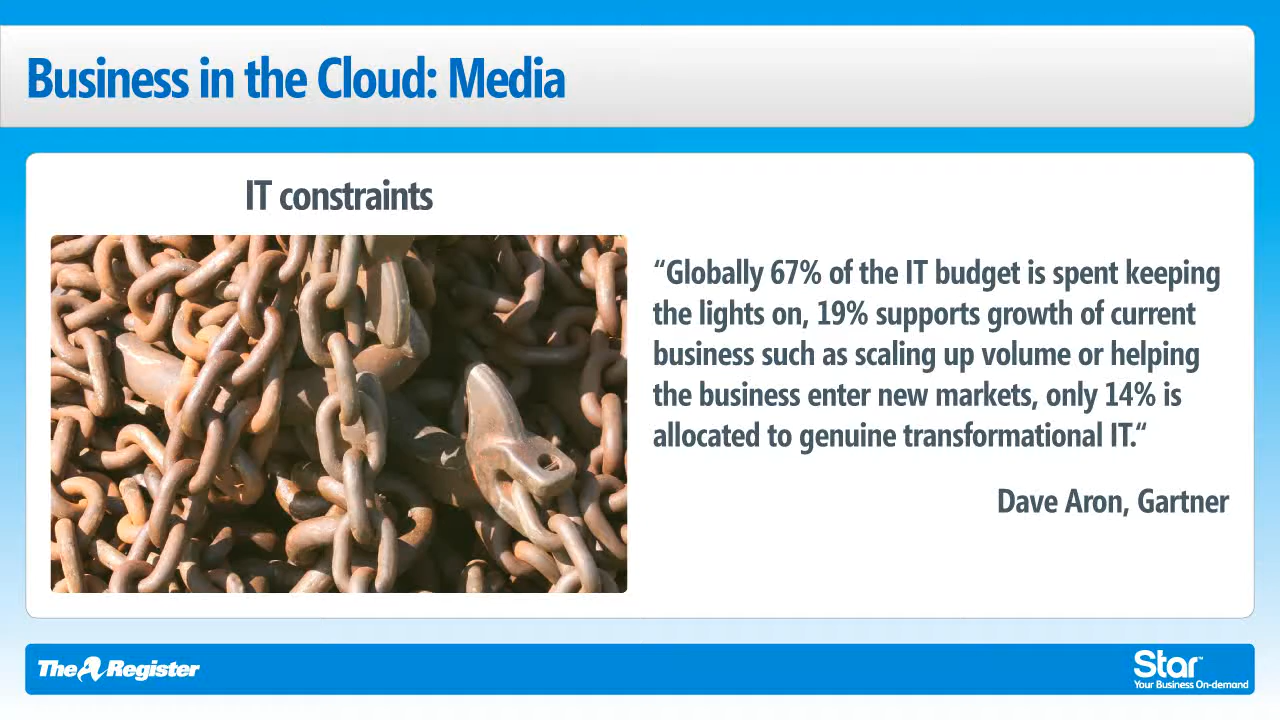 Business in the Cloud: Media
IT constraints
“Globally 67% of the IT budget is spent keeping
the lights on, 19% supports growth of current
business such as scaling up volume or helping
the business enter new markets, only 14% is
allocated to genuine transformational IT.“
Dave Aron, Gartner
The Register
Star™
Your Business On-demand